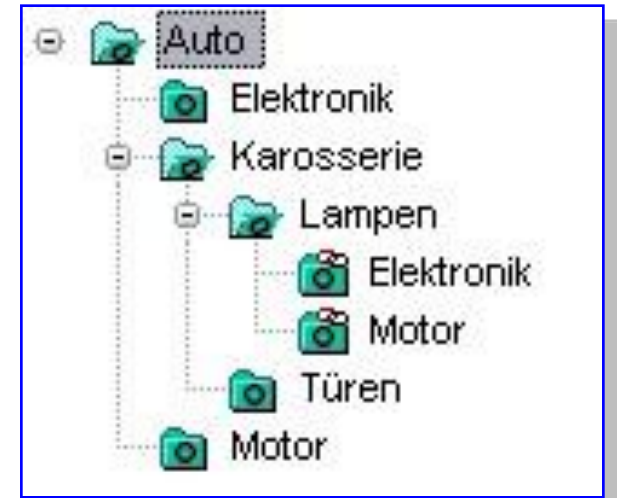 Auto
Elektronik
Karosserie
Lampen
Elektronik
Motor
Türen
Motor